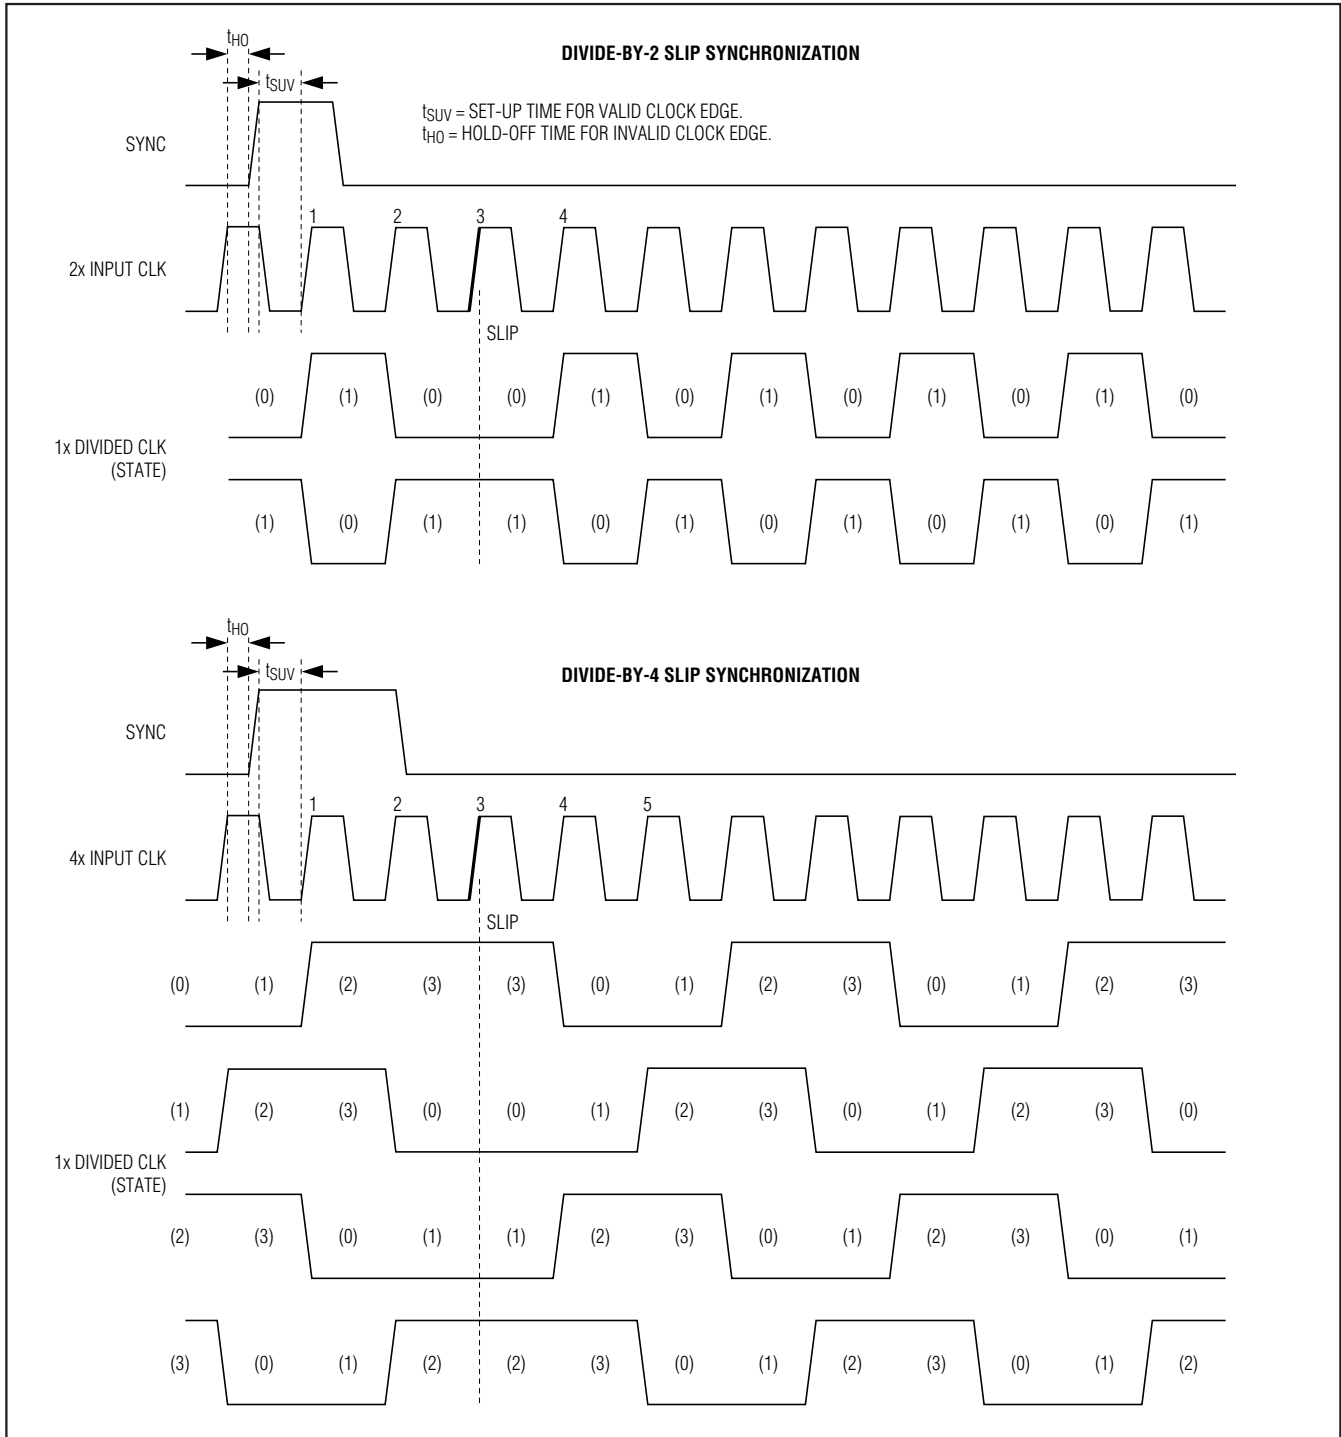 tHO
DIVIDE-BY-2 SLIP SYNCHRONIZATION
tSUV
tSUV = SET-UP TIME FOR VALID CLOCK EDGE.
tHO = HOLD-OFF TIME FOR INVALID CLOCK EDGE.
SYNC
1 2 3 4
2x INPUT CLK
SLIP
(0) (1) (0) (0) (1) (0) (1) (0) (1) (0) (1) (0)
1x DIVIDED CLK
(STATE)
(1) (0) (1) (1) (0) (1) (0) (1) (0) (1) (0) (1)
tHO
tSUV
DIVIDE-BY-4 SLIP SYNCHRONIZATION
SYNC
1 2 3 4 5
4x INPUT CLK
SLIP
(0) (1) (2) (3) (3) (0) (1) (2) (3) (0) (1) (2) (3)
(1) (2) (3) (0) (0) (1) (2) (3) (0) (1) (2) (3) (0)
1x DIVIDED CLK
(STATE)
(2) (3) (0) (1) (1) (2) (3) (0) (1) (2) (3) (0) (1)
(3) (0) (1) (2) (2) (3) (0) (1) (2) (3) (0) (1) (2)